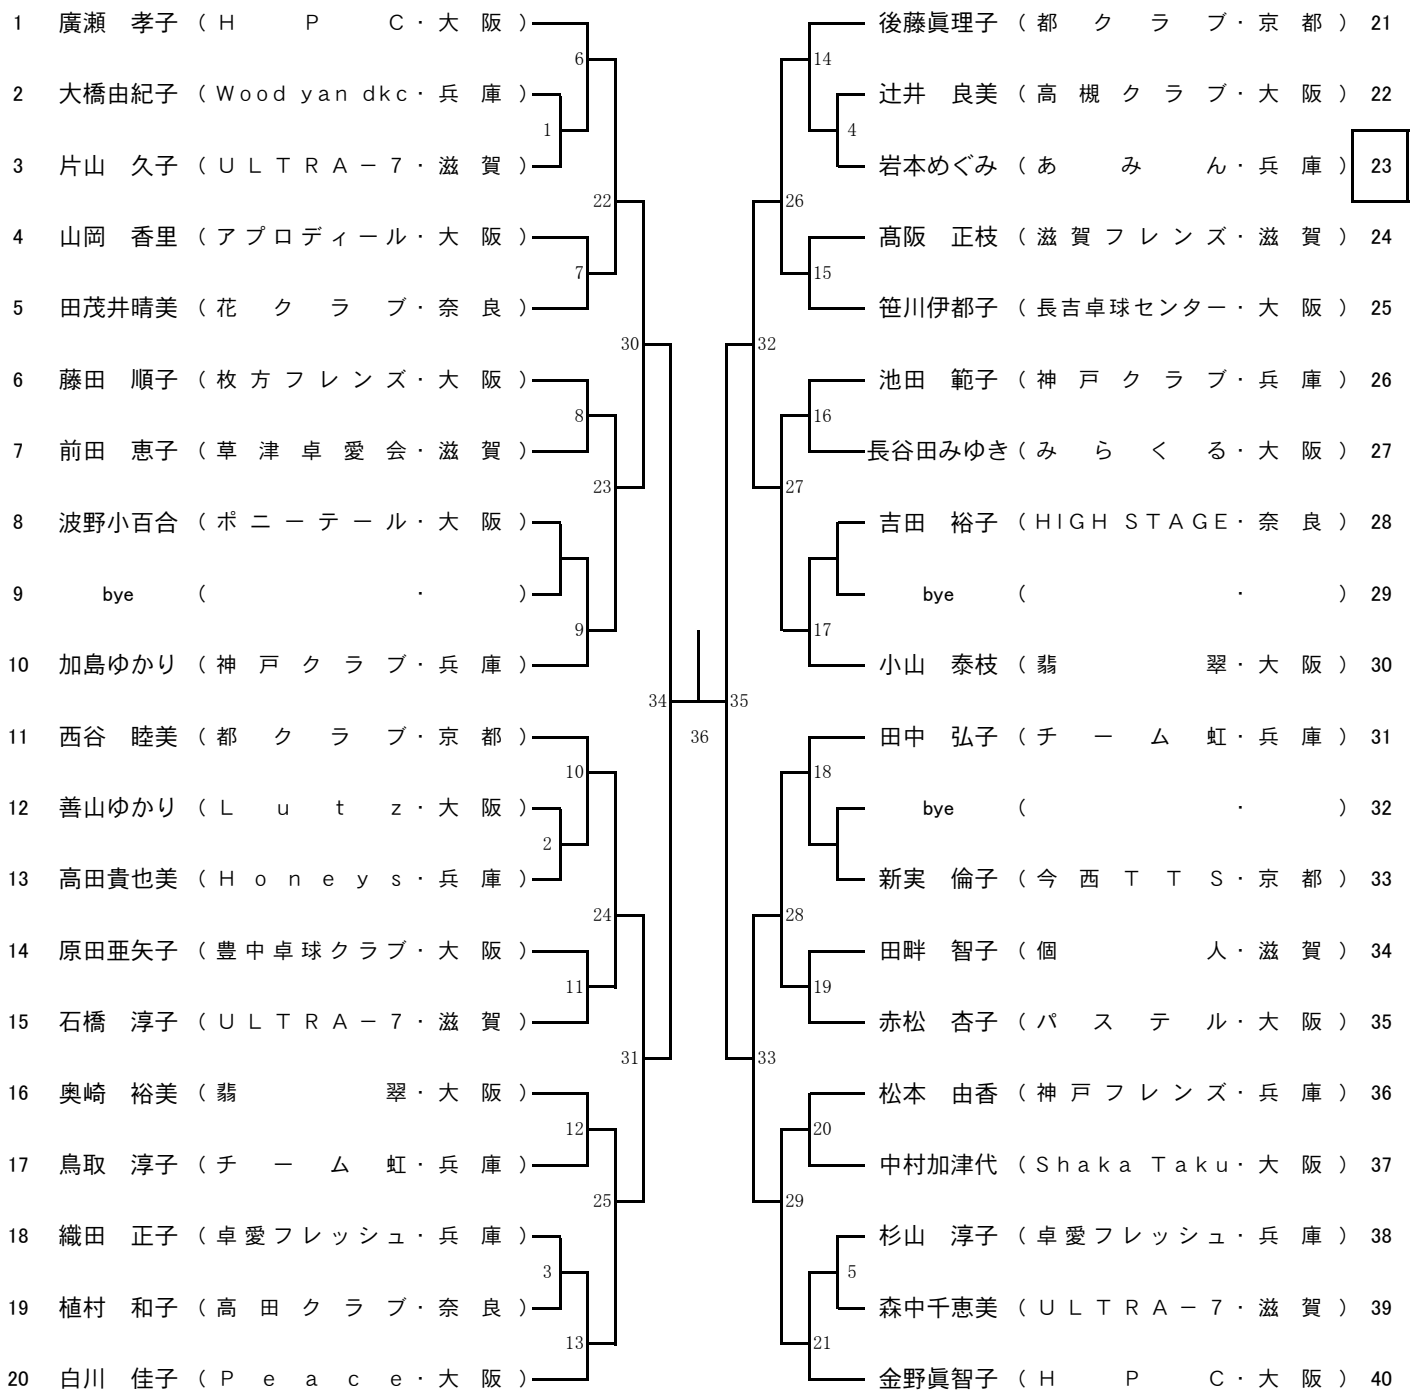 1 廣瀬 孝子 （ＨＰＣ・大阪）
6
2 大橋由紀子 （Wood yan dkc・兵庫）
1
3 片山 久子 （ＵＬＴＲＡ－７・滋賀）
22
4 山岡 香里 （アプロディール・大阪）
7
5 田茂井晴美 （花クラブ・奈良）
30
6 藤田 順子 （枚方フレンズ・大阪）
8
7 前田 恵子 （草津卓愛会・滋賀）
23
8 波野小百合 （ポニーテール・大阪）
9 bye （ ・ ）
9
10 加島ゆかり （神戸クラブ・兵庫）
34
11 西谷 睦美 （都クラブ・京都）
10
12 善山ゆかり （Ｌｕｔｚ・大阪）
2
13 高田貴也美 （Ｈｏｎｅｙｓ・兵庫）
24
14 原田亜矢子 （豊中卓球クラブ・大阪）
11
15 石橋 淳子 （ＵＬＴＲＡ－７・滋賀）
31
16 奥崎 裕美 （翡翠・大阪）
12
17 鳥取 淳子 （チーム虹・兵庫）
25
18 織田 正子 （卓愛フレッシュ・兵庫）
3
19 植村 和子 （高田クラブ・奈良）
13
20 白川 佳子 （Ｐｅａｃｅ・大阪）
36
後藤眞理子 （都クラブ・京都） 21
14
辻井 良美 （高槻クラブ・大阪） 22
4
岩本めぐみ （あみん・兵庫） 23
26
髙阪 正枝 （滋賀フレンズ・滋賀） 24
15
笹川伊都子 （長吉卓球センター・大阪） 25
32
池田 範子 （神戸クラブ・兵庫） 26
16
長谷田みゆき （みらくる・大阪） 27
27
吉田 裕子 （HIGH STAGE・奈良） 28
bye （ ・ ） 29
17
小山 泰枝 （翡翠・大阪） 30
35
田中 弘子 （チーム虹・兵庫） 31
18
bye （ ・ ） 32
新実 倫子 （今西ＴＴＳ・京都） 33
28
田畔 智子 （個人・滋賀） 34
19
赤松 杏子 （パステル・大阪） 35
33
松本 由香 （神戸フレンズ・兵庫） 36
20
中村加津代 （Shaka Taku・大阪） 37
29
杉山 淳子 （卓愛フレッシュ・兵庫） 38
5
森中千恵美 （ＵＬＴＲＡ－７・滋賀） 39
21
金野眞智子 （ＨＰＣ・大阪） 40